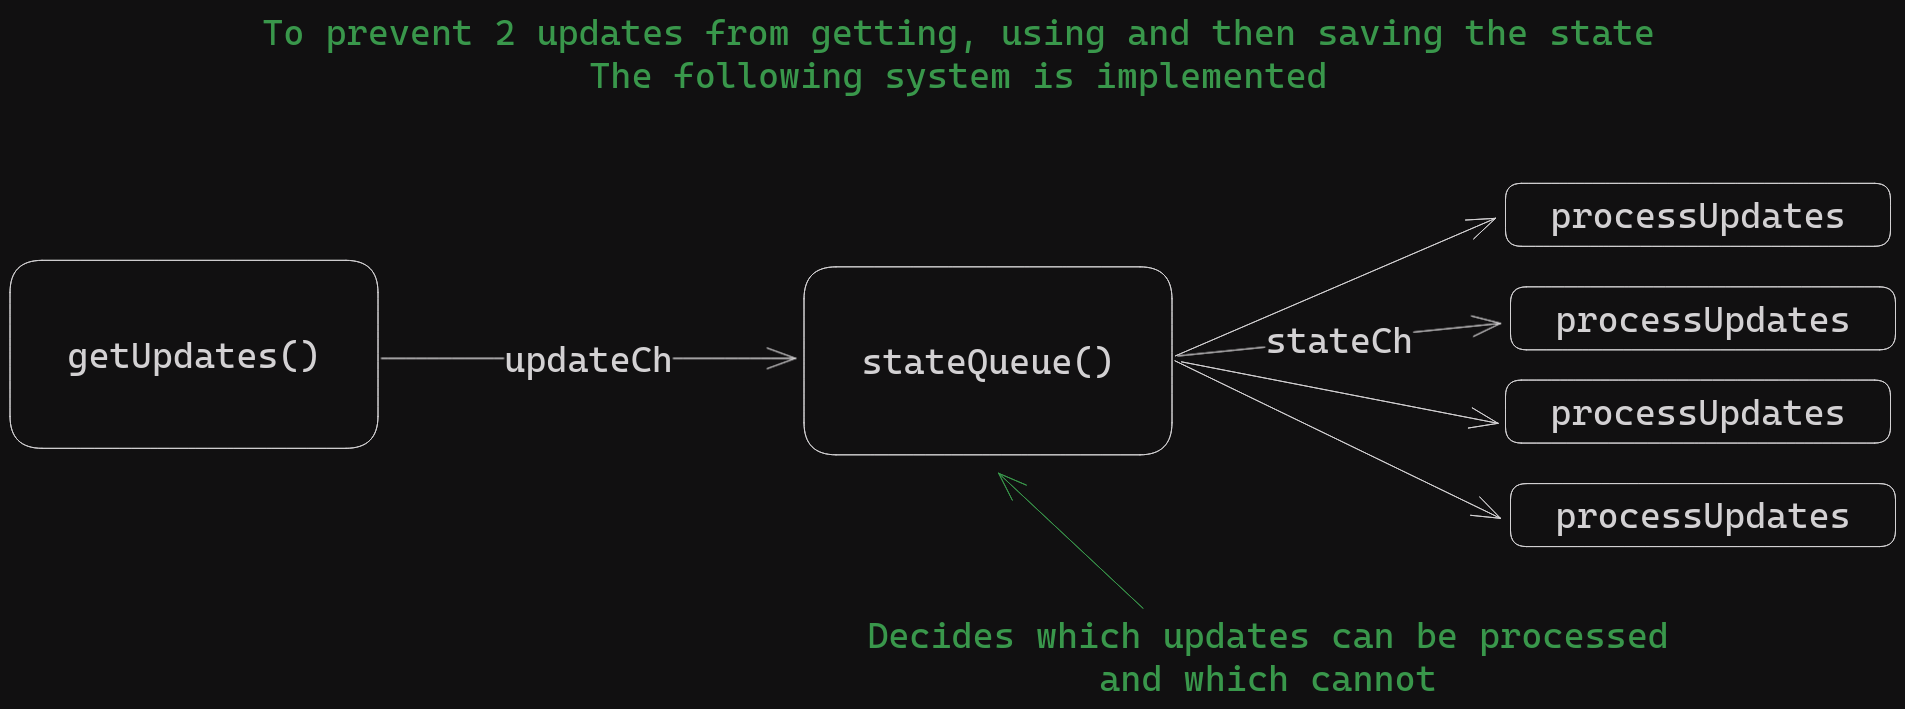 To prevent 2 updates from getting, using and then saving the state
The following system is implemented
getUpdates()
updateCh
stateQueue()
stateCh
processUpdates
processUpdates
processUpdates
processUpdates
Decides which updates can be processed
and which cannot